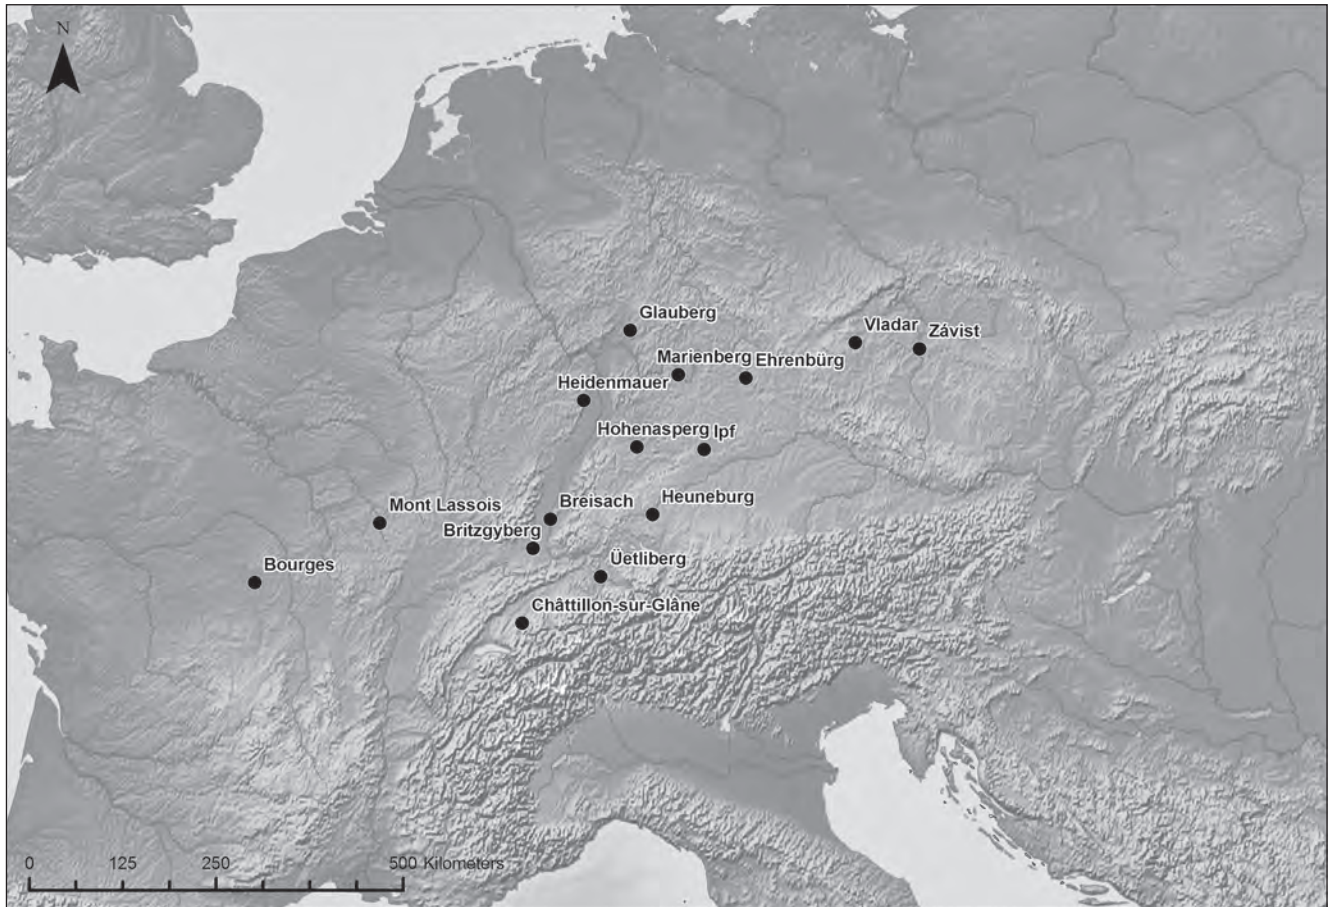 N
Glauberg
Vladar
Závist
Marienberg
Ehrenbürg
Heidenmauer
Hohenasperg
Ipf
Mont Lassois
Breisach
Heuneburg
Britzgyberg
Bourges
Üetliberg
Châttillon-sur-Glâne
0 125 250 500 Kilometers